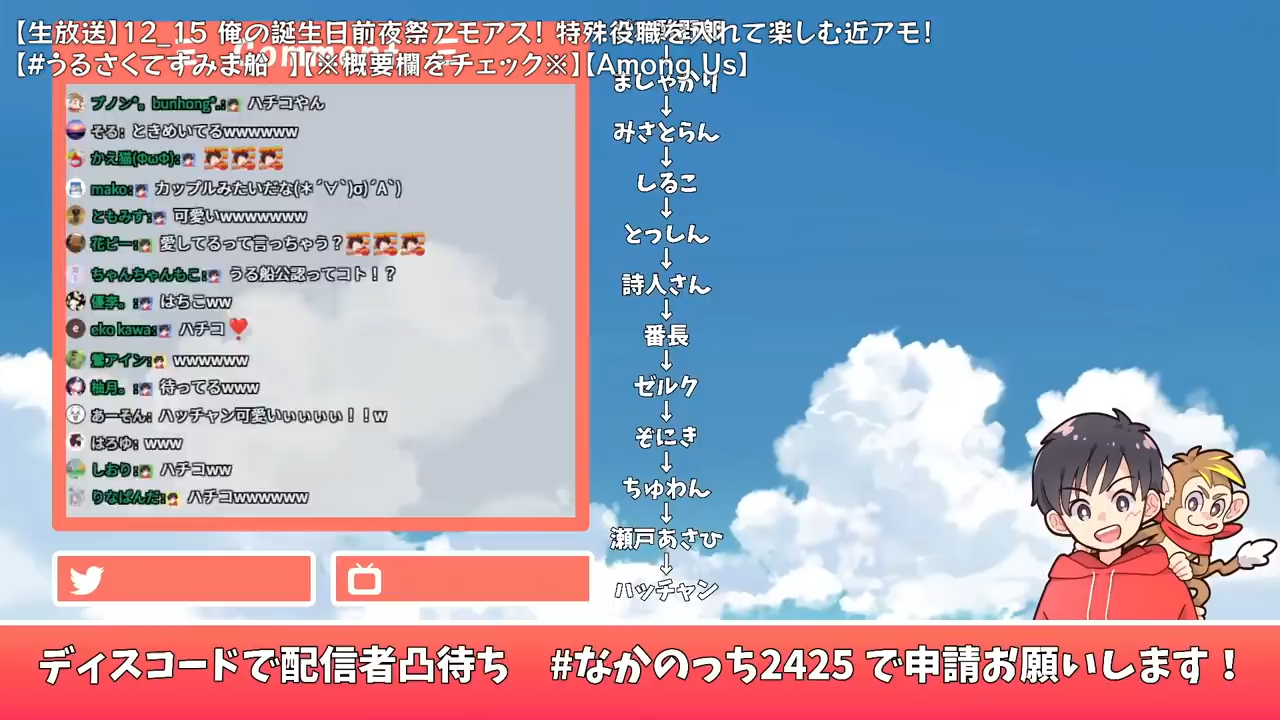 【生放送】12_15 俺の誕生日前夜祭アモアス！特殊役職を入れて楽しむ近アモ！
【#うるさくてすみま船　】【※概要欄をチェック※】【Among Us】
Comment
プノン°。bunhong°.: ハチコやん
そる: ときめいてるwwwwww
かえ猫(ΦωΦ):
mako: カップルみたいだな(*´∀`)σ)´Α`)
ともみす: 可愛いwwwwwww
花ピー: 愛してるって言っちゃう？
ちゃんちゃんもこ: うる船公認ってコト！？
優李。: はちこww
eko kawa: ハチコ❣️
鶯アイン: wwwwww
柚月。: 待ってるwww
あーそん: ハッチャン可愛いぃぃぃぃ！！w
はろゆ: www
しおり: ハチコww
りなぱんだ: ハチコwwwwww
↓
ましゃかり
↓
みさとらん
↓
しるこ
↓
とっしん
↓
詩人さん
↓
番長
↓
ゼルク
↓
ぞにき
↓
ちゅわん
↓
瀬戸あさひ
↓
ハッチャン
ディスコードで配信者凸待ち　#なかのっち2425 で申請お願いします！